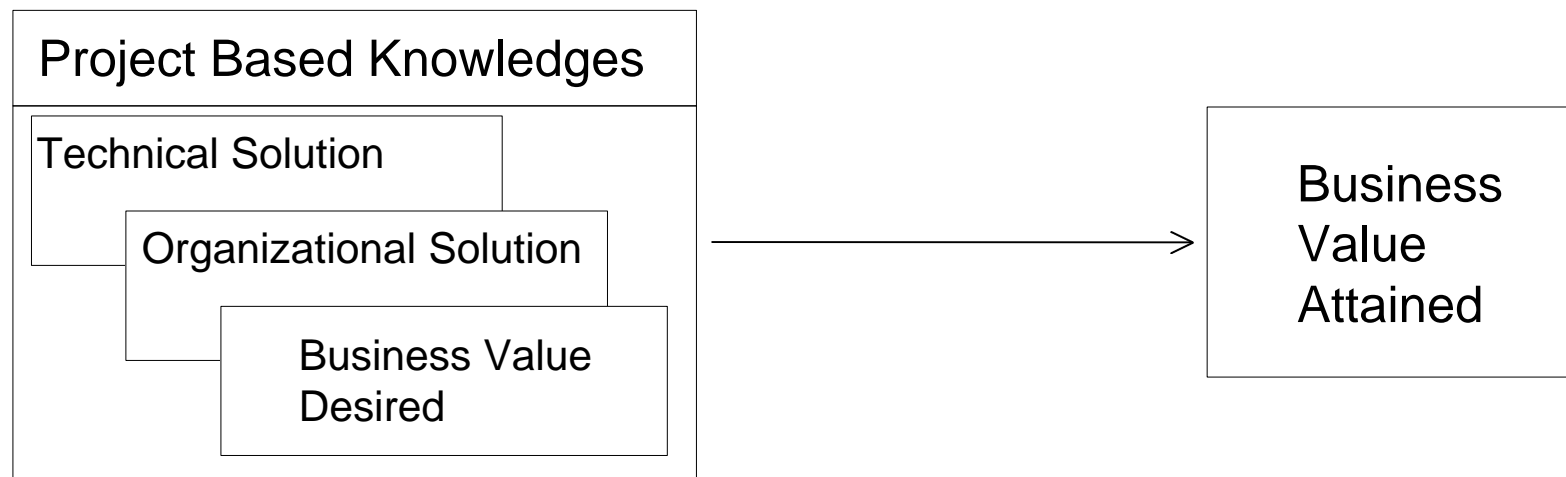 Project Based Knowledges
Technical Solution
Organizational Solution
Business Value
Desired
Business
Value
Attained